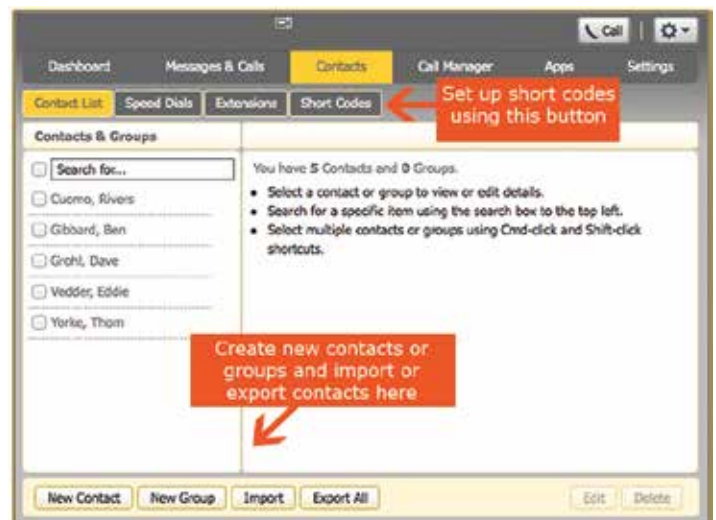 Call
Dashboard Messages & Calls Contacts Call Manager Apps Settings
Contact List Speed Dials Extensions Short Codes
Set up short codes
using this button
Contacts & Groups
Search for...
Cuomo, Rivers
Gibbard, Ben
Grohl, Dave
Vedder, Eddie
Yorke, Thom
You have 5 Contacts and 0 Groups.
• Select a contact or group to view or edit details.
• Search for a specific item using the search box to the top left.
• Select multiple contacts or groups using Cmd-click and Shift-click
shortcuts.
Create new contacts or
groups and import or
export contacts here
New Contact New Group Import Export All Edit Delete